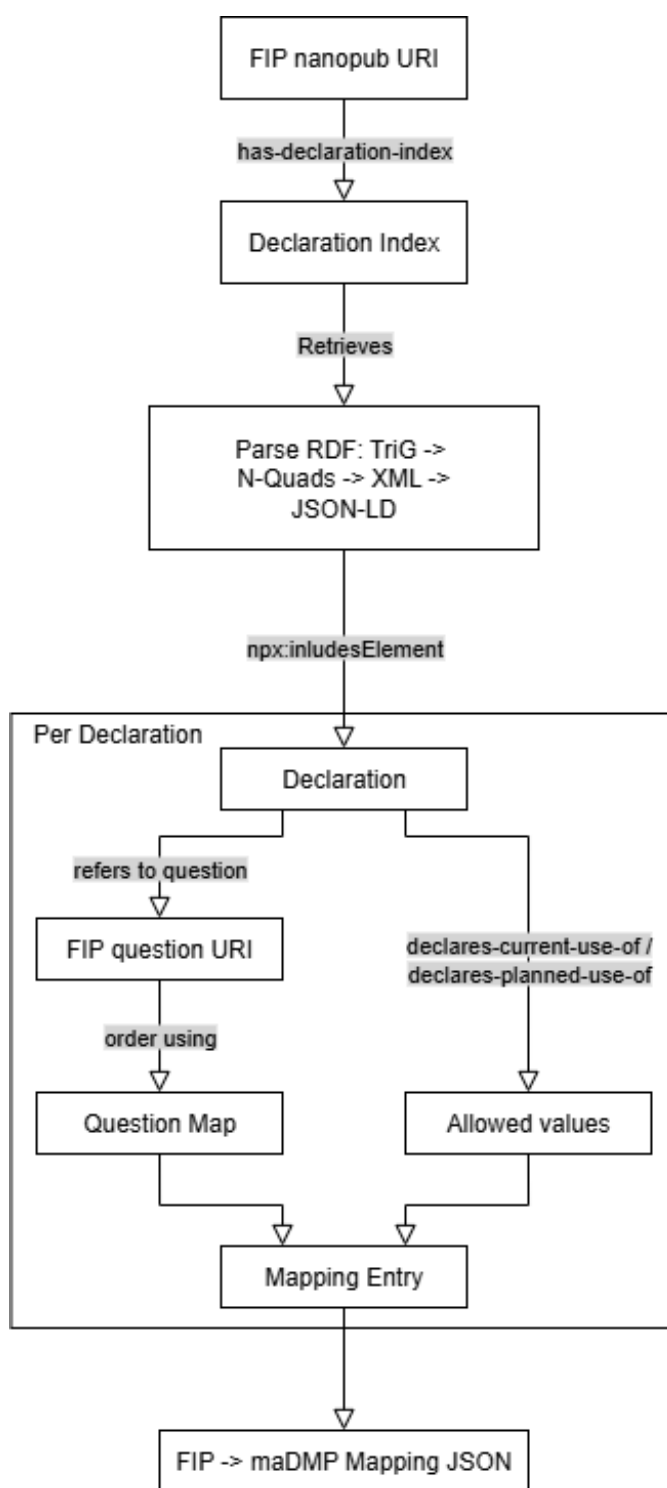 FIP nanopub URI
has-declaration-index
Declaration Index
Retrieves
Parse RDF: TriG ->
N-Quads -> XML ->
JSON-LD
npx:inludesElement
Per Declaration
Declaration
refers to question
FIP question URI
declares-current-use-of /
declares-planned-use-of
order using
Question Map
Allowed values
Mapping Entry
FIP -> maDMP Mapping JSON